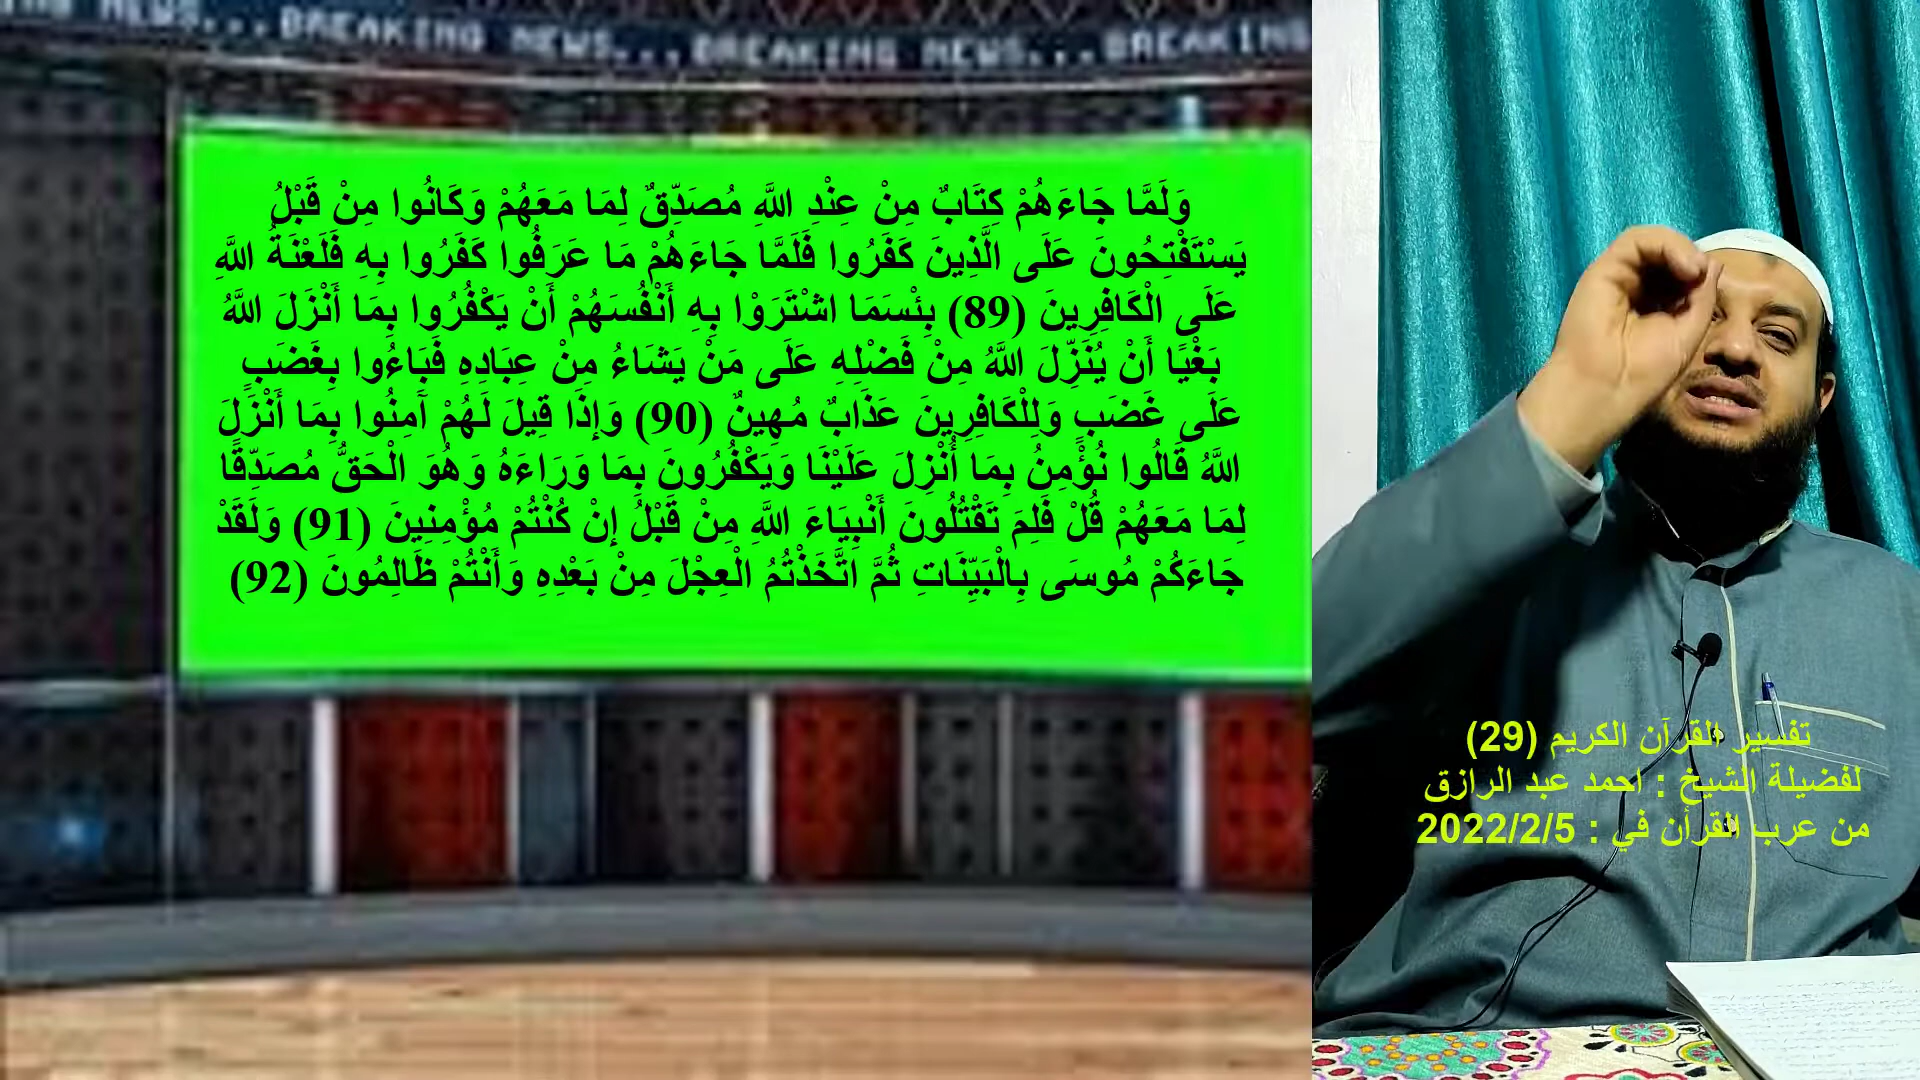 ...BREAKING NEWS...BREAKING NEWS...BREAKING
وَلَمَّا جَاءَهُمْ كِتَابٌ مِنْ عِنْدِ اللَّهِ مُصَدِّقٌ لِمَا مَعَهُمْ وَكَانُوا مِنْ قَبْلُ
يَسْتَفْتِحُونَ عَلَى الَّذِينَ كَفَرُوا فَلَمَّا جَاءَهُمْ مَا عَرَفُوا كَفَرُوا بِهِ فَلَعْنَةُ اللَّهِ
عَلَى الْكَافِرِينَ (89) بِئْسَمَا اشْتَرَوْا بِهِ أَنْفُسَهُمْ أَنْ يَكْفُرُوا بِمَا أَنْزَلَ اللَّهُ
بَغْيًا أَنْ يُنَزِّلَ اللَّهُ مِنْ فَضْلِهِ عَلَى مَنْ يَشَاءُ مِنْ عِبَادِهِ فَبَاءُوا بِغَضَبٍ
عَلَى غَضَبٍ وَلِلْكَافِرِينَ عَذَابٌ مُهِينٌ (90) وَإِذَا قِيلَ لَهُمْ آَمِنُوا بِمَا أَنْزَلَ
اللَّهُ قَالُوا نُؤْمِنُ بِمَا أُنْزِلَ عَلَيْنَا وَيَكْفُرُونَ بِمَا وَرَاءَهُ وَهُوَ الْحَقُّ مُصَدِّقًا
لِمَا مَعَهُمْ قُلْ فَلِمَ تَقْتُلُونَ أَنْبِيَاءَ اللَّهِ مِنْ قَبْلُ إِنْ كُنْتُمْ مُؤْمِنِينَ (91) وَلَقَدْ
جَاءَكُمْ مُوسَى بِالْبَيِّنَاتِ ثُمَّ اتَّخَذْتُمُ الْعِجْلَ مِنْ بَعْدِهِ وَأَنْتُمْ ظَالِمُونَ (92)
تفسير القرآن الكريم (29)
لفضيلة الشيخ : احمد عبد الرازق
من عرب القرأن في : 2022/2/5